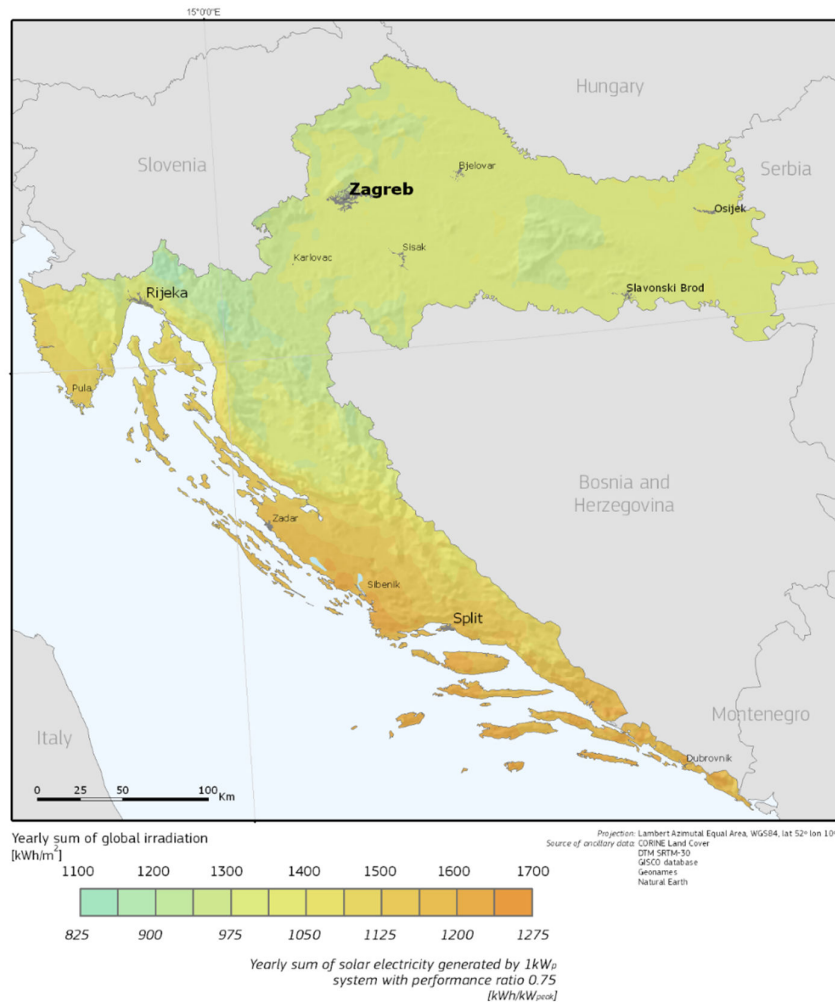 15°0'0"E
Hungary
Slovenia
Serbia
Bjelovar
Zagreb
Osijek
Sisak
Karlovac
Slavonski Brod
Rijeka
Pula
Bosnia and
Herzegovina
Zadar
Sibenik
Split
Montenegro
Italy
Dubrovnik
0 25 50 100 Km
Yearly sum of global irradiation
[kWh/m²]
1100 1200 1300 1400 1500 1600 1700
825 900 975 1050 1125 1200 1275
Yearly sum of solar electricity generated by 1kWp
system with performance ratio 0.75
[kWh/kWpeak]
Projection: Lambert Azimutal Equal Area, WGS84, lat 52º lon 10º
Source of ancillary data: CORINE Land Cover
DTM SRTM-30
GISCO database
Geonames
Natural Earth